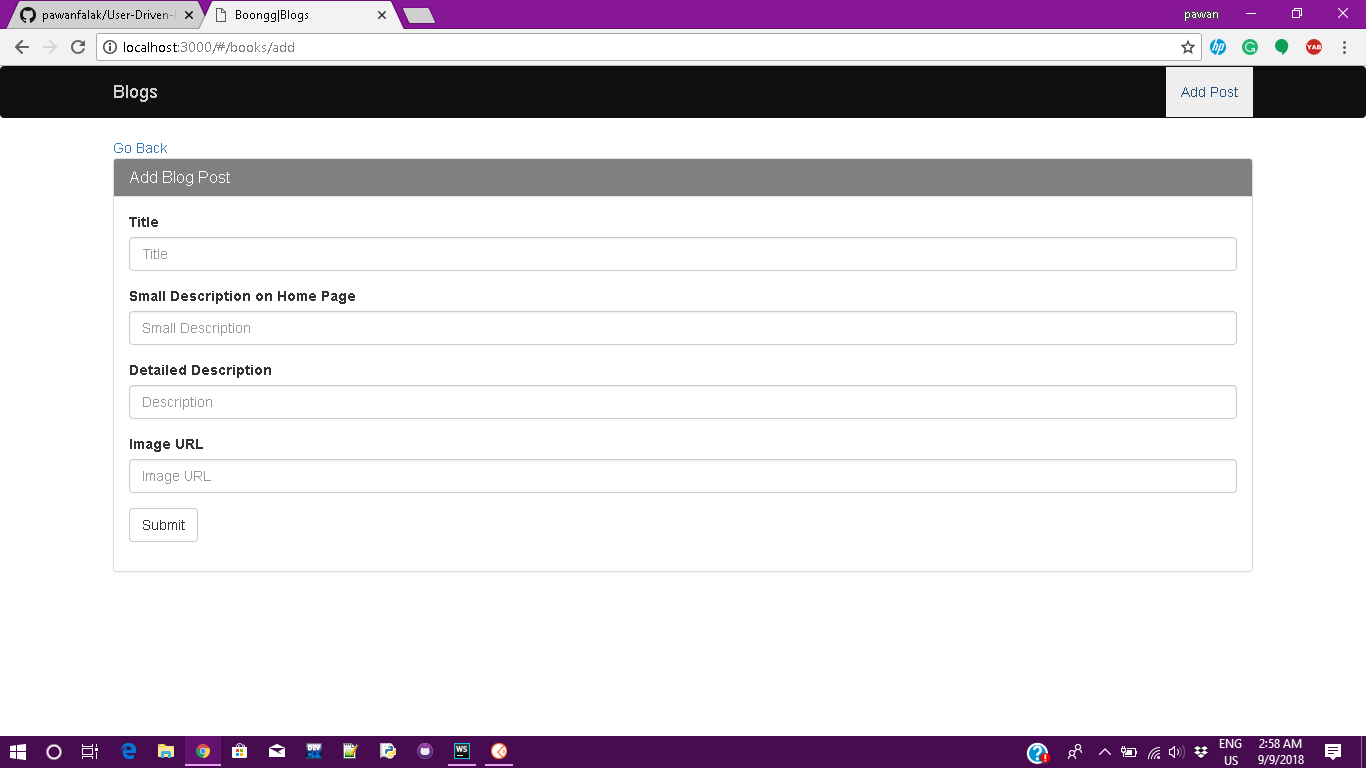 pawanfalak/User-Driven-
Boongg|Blogs
pawan
localhost:3000/#/books/add
YAB
Blogs
Add Post
Go Back
Add Blog Post
Title
Title
Small Description on Home Page
Small Description
Detailed Description
Description
Image URL
Image URL
Submit
WS
ENG
US
2:58 AM
9/9/2018